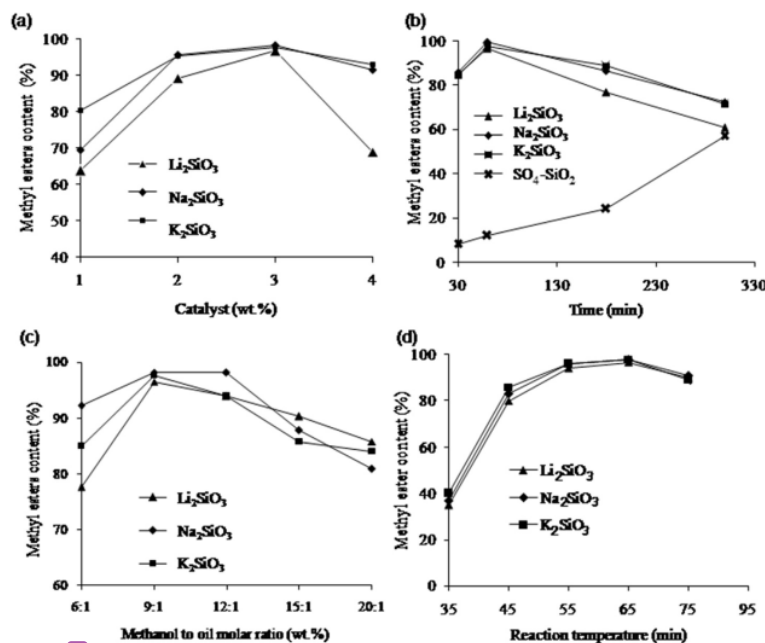 (a)
Methyl esters content (%)
100
90
80
70
60
50
40
Li₂SiO₃
Na₂SiO₃
K₂SiO₃
1 2 3 4
Catalyst (wt.%)
(b)
Methyl esters content (%)
100
80
60
40
20
0
Li₂SiO₃
Na₂SiO₃
K₂SiO₃
SO₄-SiO₂
30 130 230 330
Time (min)
(c)
Methyl esters content (%)
100
90
80
70
60
Li₂SiO₃
Na₂SiO₃
K₂SiO₃
6:1 9:1 12:1 15:1 20:1
Methanol to oil molar ratio (wt.%)
(d)
Methyl ester content (%)
100
80
60
40
20
0
Li₂SiO₃
Na₂SiO₃
K₂SiO₃
35 45 55 65 75 95
Reaction temperature (min)